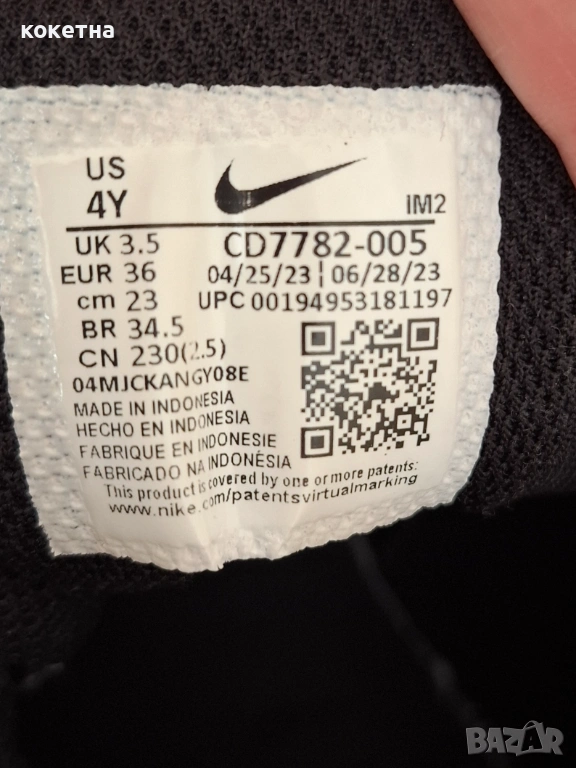 koketna
US
4Y
iM2
UK 3.5
CD7782-005
EUR 36
04/25/23 | 06/28/23
cm 23
UPC 00194953181197
BR 34.5
CN 230(2.5)
04MJCKANGY08E
MADE IN INDONESIA
HECHO EN INDONESIA
FABRIQUE EN INDONESIE
FABRICADO NA INDONÉSIA
This product is covered by one or more patents:
www.nike.com/patentsvirtualmarking
BAZAR